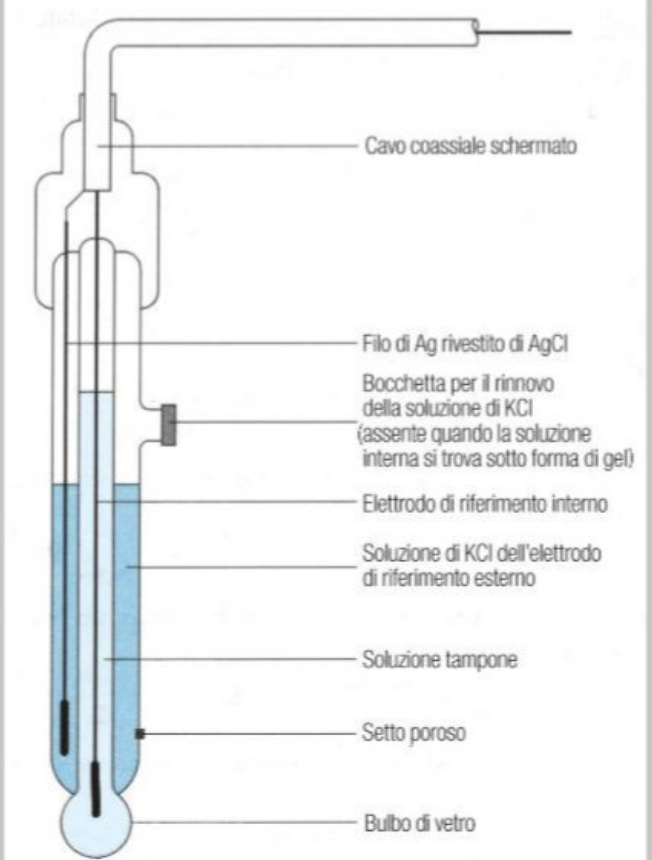 Cavo coassiale schermato
Filo di Ag rivestito di AgCl
Bocchetta per il rinnovo
della soluzione di KCl
(assente quando la soluzione
interna si trova sotto forma di gel)
Elettrodo di riferimento interno
Soluzione di KCl dell'elettrodo
di riferimento esterno
Soluzione tampone
Setto poroso
Bulbo di vetro